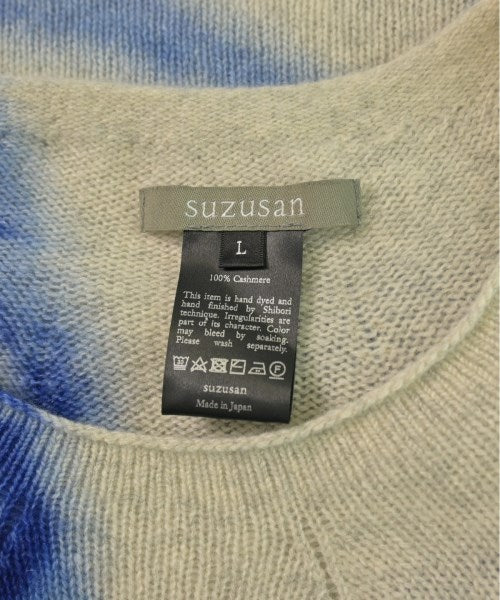 suzusan
L
100% Cashmere
This item is hand dyed and
hand finished by Shibori
technique. Irregularities are
part of its character. Color
may bleed by soaking.
Please wash separately.
F
suzusan
Made in Japan